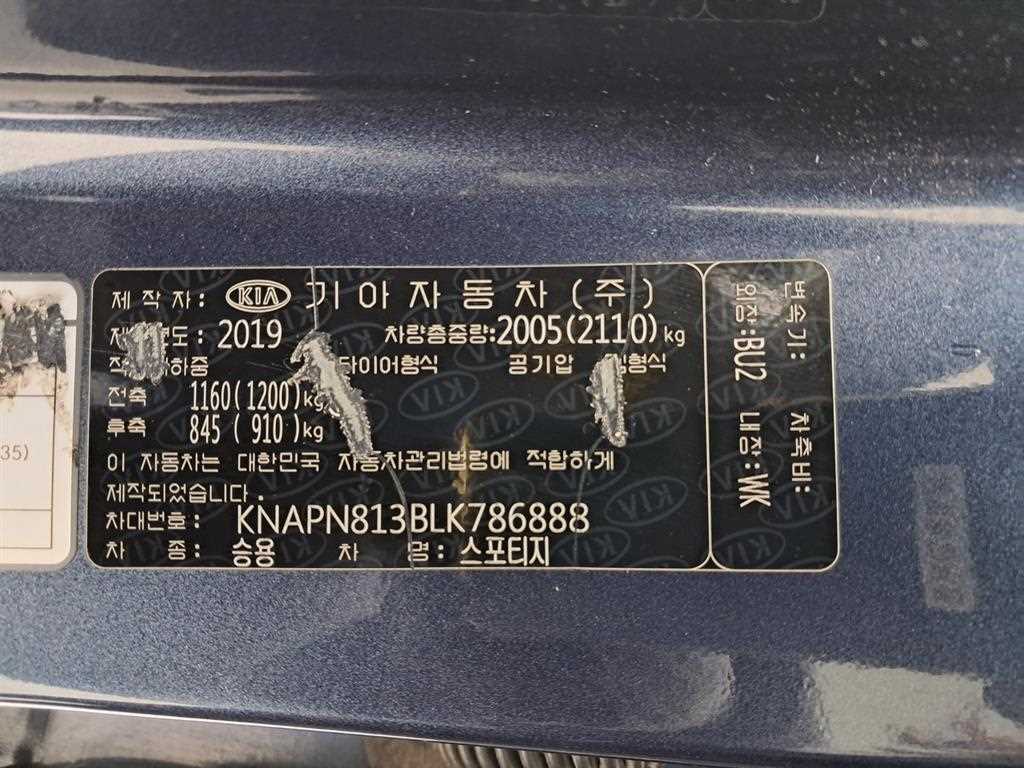 제 작 자 : KIA 기아자동차(주)
2019 차량총중량:2005(2110)kg
타이어형식 공기압
전축 1160(1200)kg
후축 845 ( 910)kg
이 자동차는 대한민국 자동차관리법령에 적합하게
제작되었습니다.
차대번호: KNAPN813BLK786888
차 종: 승용 차 명: 스포티지
변속기: 차축비:
외장:BU2 내장:WK
35)